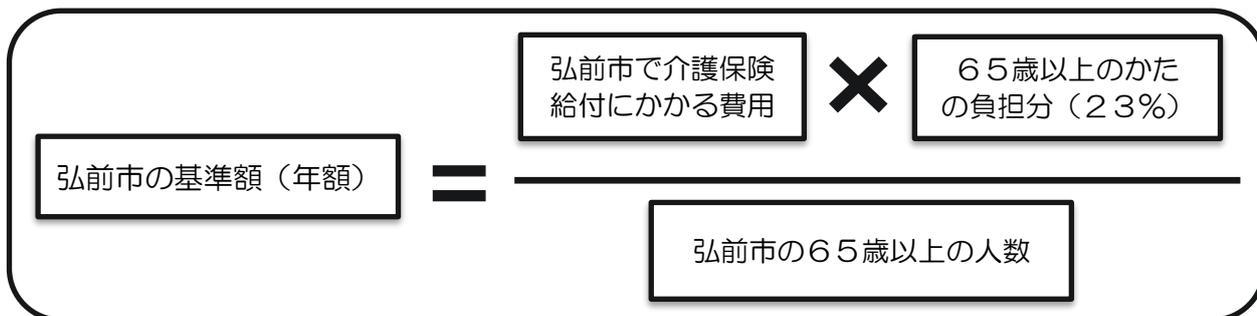 弘前市の基準額（年額）
＝
弘前市で介護保険
給付にかかる費用
×
６５歳以上のかた
の負担分（２３％）
弘前市の６５歳以上の人数